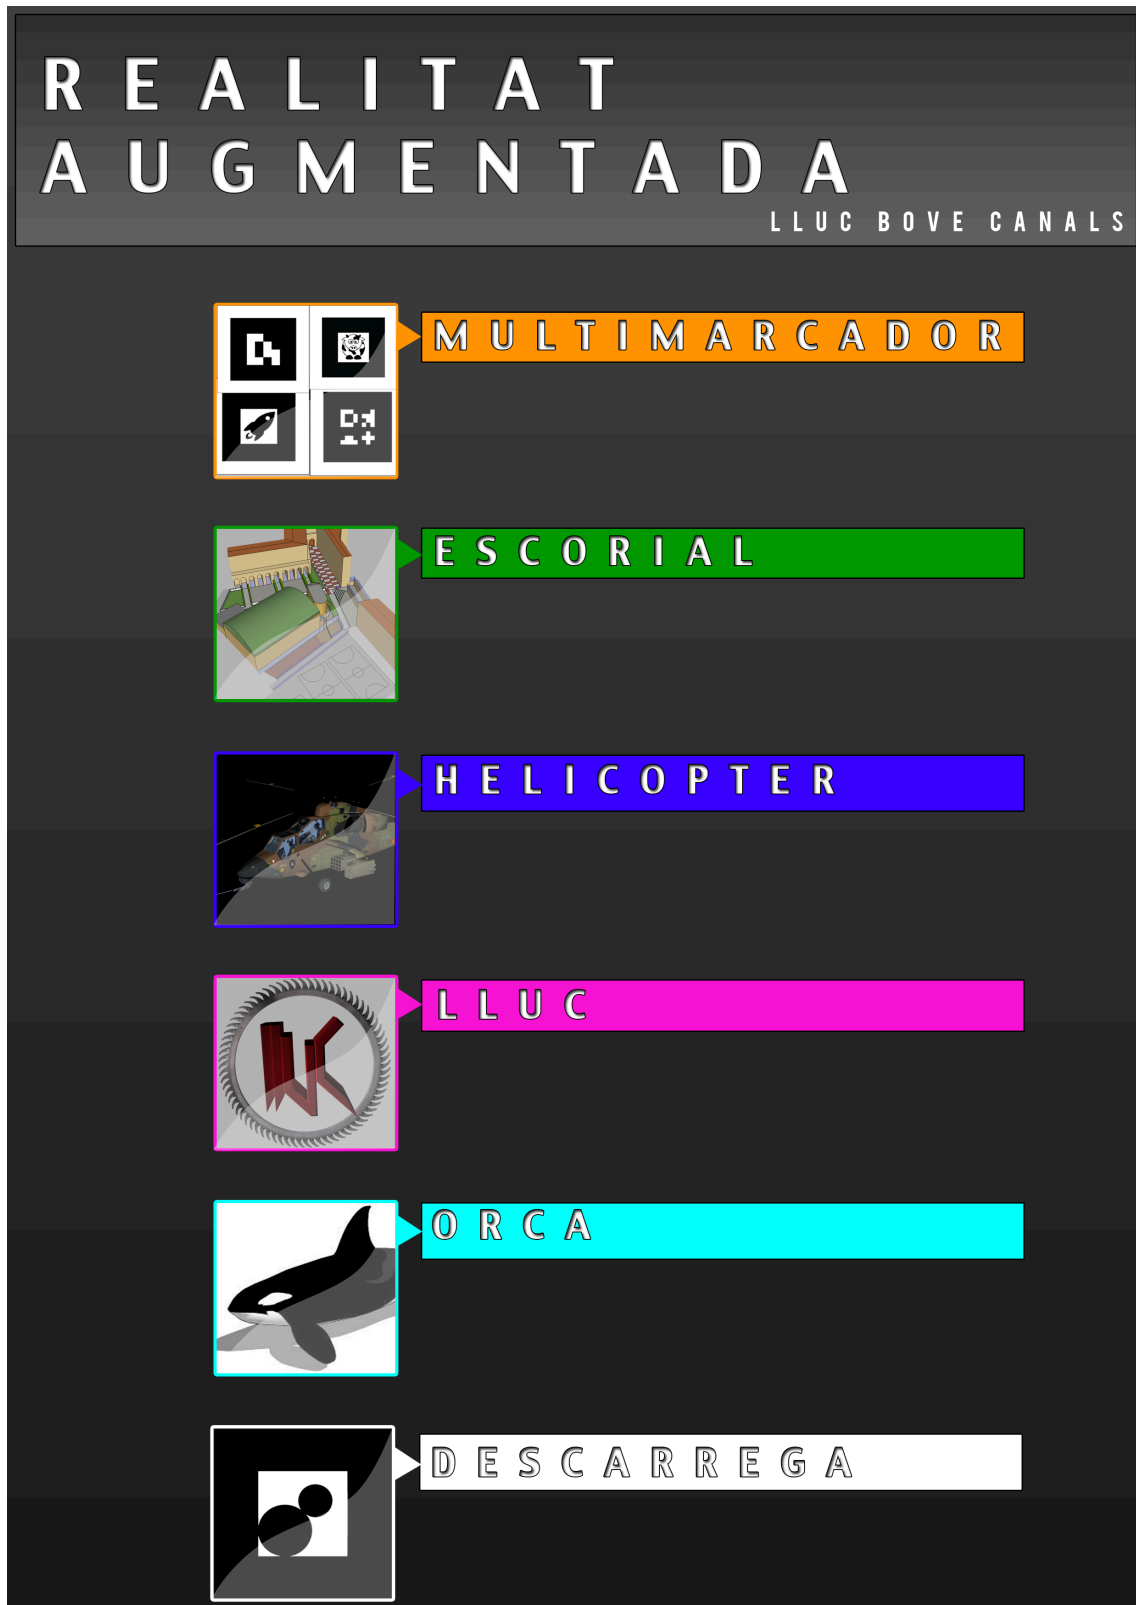 REALITAT
AUGMENTADA
LLUC BOVE CANALS
MULTIMARCADOR
ESCORIAL
HELICOPTER
LLUC
ORCA
DESCARREGA